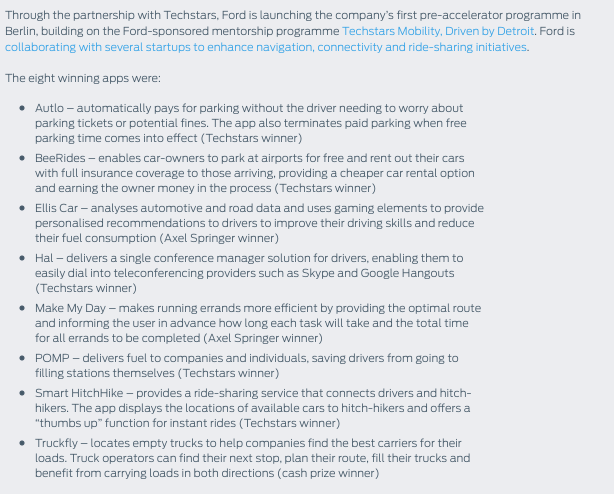 Through the partnership with Techstars, Ford is launching the company's first pre-accelerator programme in
Berlin, building on the Ford-sponsored mentorship programme Techstars Mobility, Driven by Detroit. Ford is
collaborating with several startups to enhance navigation, connectivity and ride-sharing initiatives.
The eight winning apps were:
• Autlo – automatically pays for parking without the driver needing to worry about
parking tickets or potential fines. The app also terminates paid parking when free
parking time comes into effect (Techstars winner)
• BeeRides – enables car-owners to park at airports for free and rent out their cars
with full insurance coverage to those arriving, providing a cheaper car rental option
and earning the owner money in the process (Techstars winner)
• Ellis Car – analyses automotive and road data and uses gaming elements to provide
personalised recommendations to drivers to improve their driving skills and reduce
their fuel consumption (Axel Springer winner)
• Hal – delivers a single conference manager solution for drivers, enabling them to
easily dial into teleconferencing providers such as Skype and Google Hangouts
(Techstars winner)
• Make My Day – makes running errands more efficient by providing the optimal route
and informing the user in advance how long each task will take and the total time
for all errands to be completed (Axel Springer winner)
• POMP – delivers fuel to companies and individuals, saving drivers from going to
filling stations themselves (Techstars winner)
• Smart HitchHike – provides a ride-sharing service that connects drivers and hitch-
hikers. The app displays the locations of available cars to hitch-hikers and offers a
"thumbs up" function for instant rides (Techstars winner)
• Truckfly – locates empty trucks to help companies find the best carriers for their
loads. Truck operators can find their next stop, plan their route, fill their trucks and
benefit from carrying loads in both directions (cash prize winner)